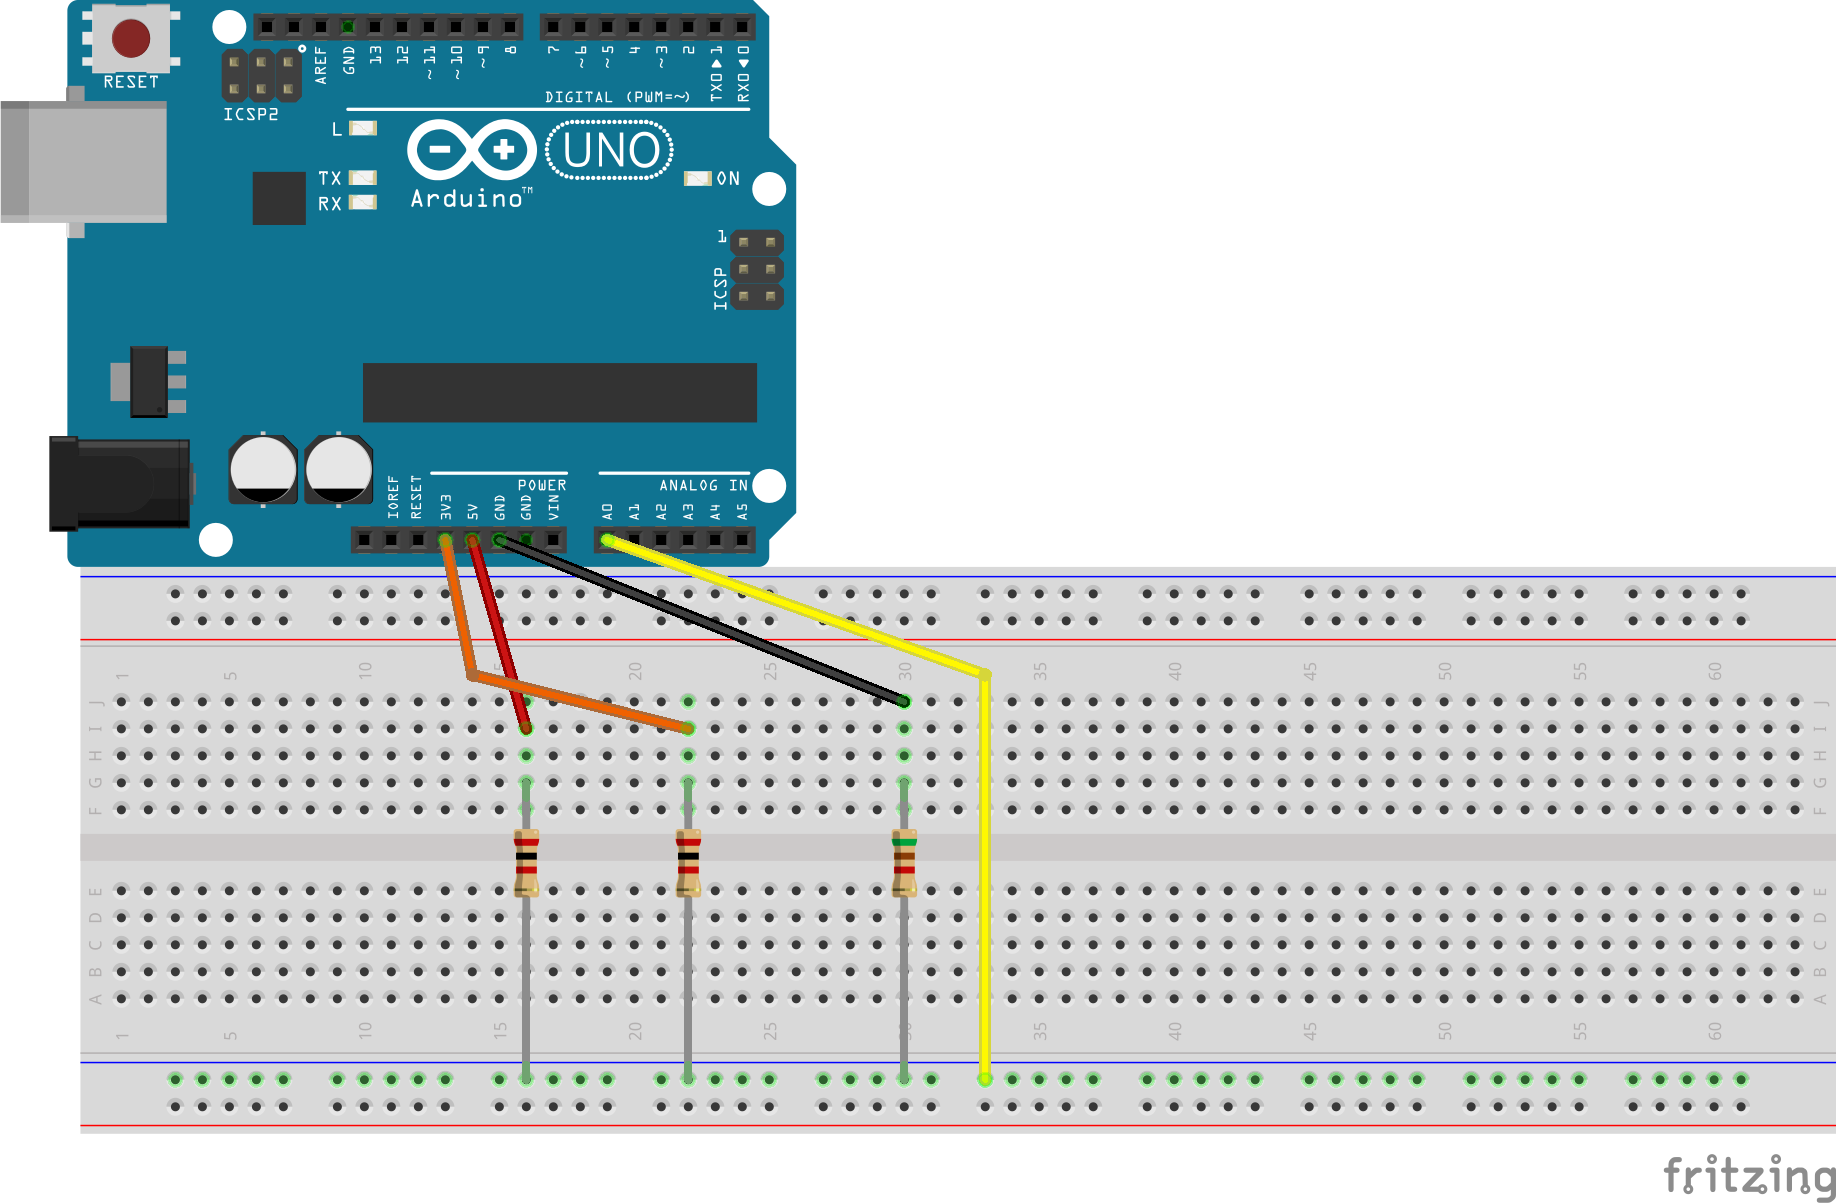 RESET
ICSP2
AREF
GND
13
12
~11
~10
~9
8
7
~6
~5
4
~3
2
TX0▶1
RX0◀0
DIGITAL (PWM=~)
L
TX
RX
UNO
Arduino™
ON
1
ICSP
POWER
ANALOG IN
IOREF
RESET
3V3
5V
GND
GND
VIN
A0
A1
A2
A3
A4
A5
1 5 10 15 20 25 30 35 40 45 50 55 60
J J
I I
H H
G G
F F
E E
D D
C C
B B
A A
1 5 10 15 20 25 30 35 40 45 50 55 60
fritzing